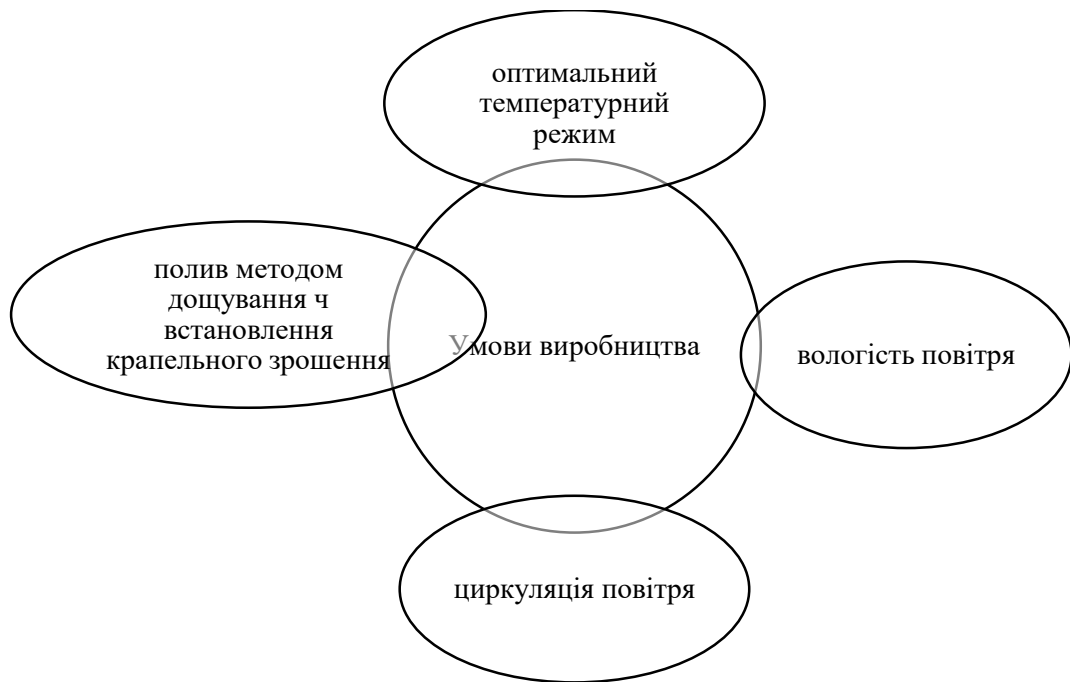 оптимальний
температурний
режим
полив методом
дощування ч
встановлення
крапельного зрошення
Умови виробництва
вологість повітря
циркуляція повітря